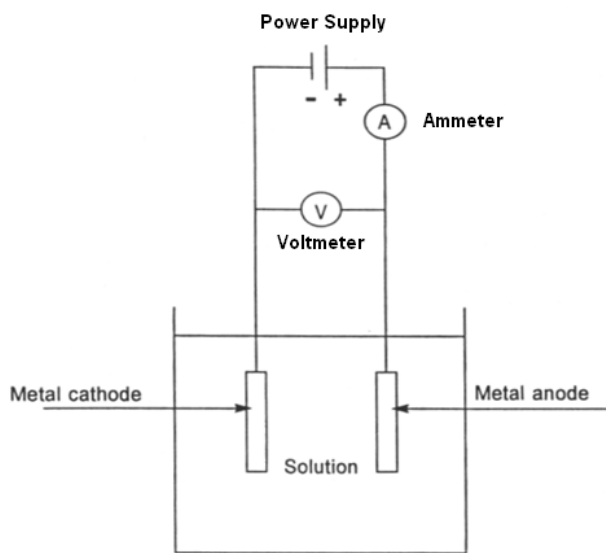 Power Supply
- +
A
Ammeter
V
Voltmeter
Metal cathode
Metal anode
Solution